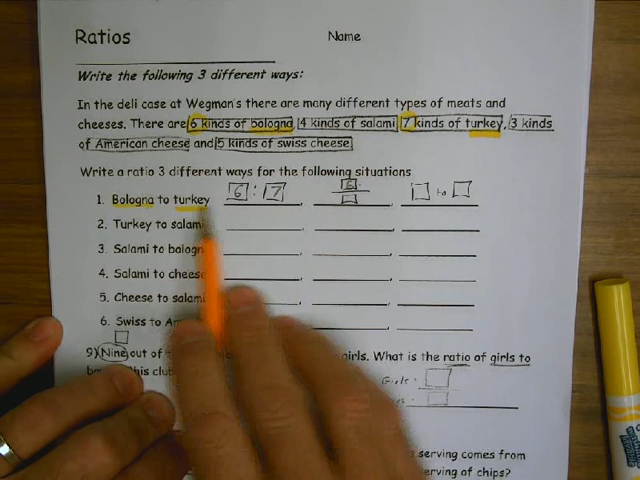 Ratios Name
Write the following 3 different ways:
In the deli case at Wegman's there are many different types of meats and
cheeses. There are 6 kinds of bologna 4 kinds of salami 7 kinds of turkey, 3 kinds
of American cheese and 5 kinds of swiss cheese
Write a ratio 3 different ways for the following situations
1. Bologna to turkey 6 : 7, 6, to
2. Turkey to salami
3. Salami to bologn
4. Salami to cheese
5. Cheese to salami
6. Swiss to Am
9) Nine out of girls. What is the ratio of girls to
this clu Girls
serving comes from
serving of chips?